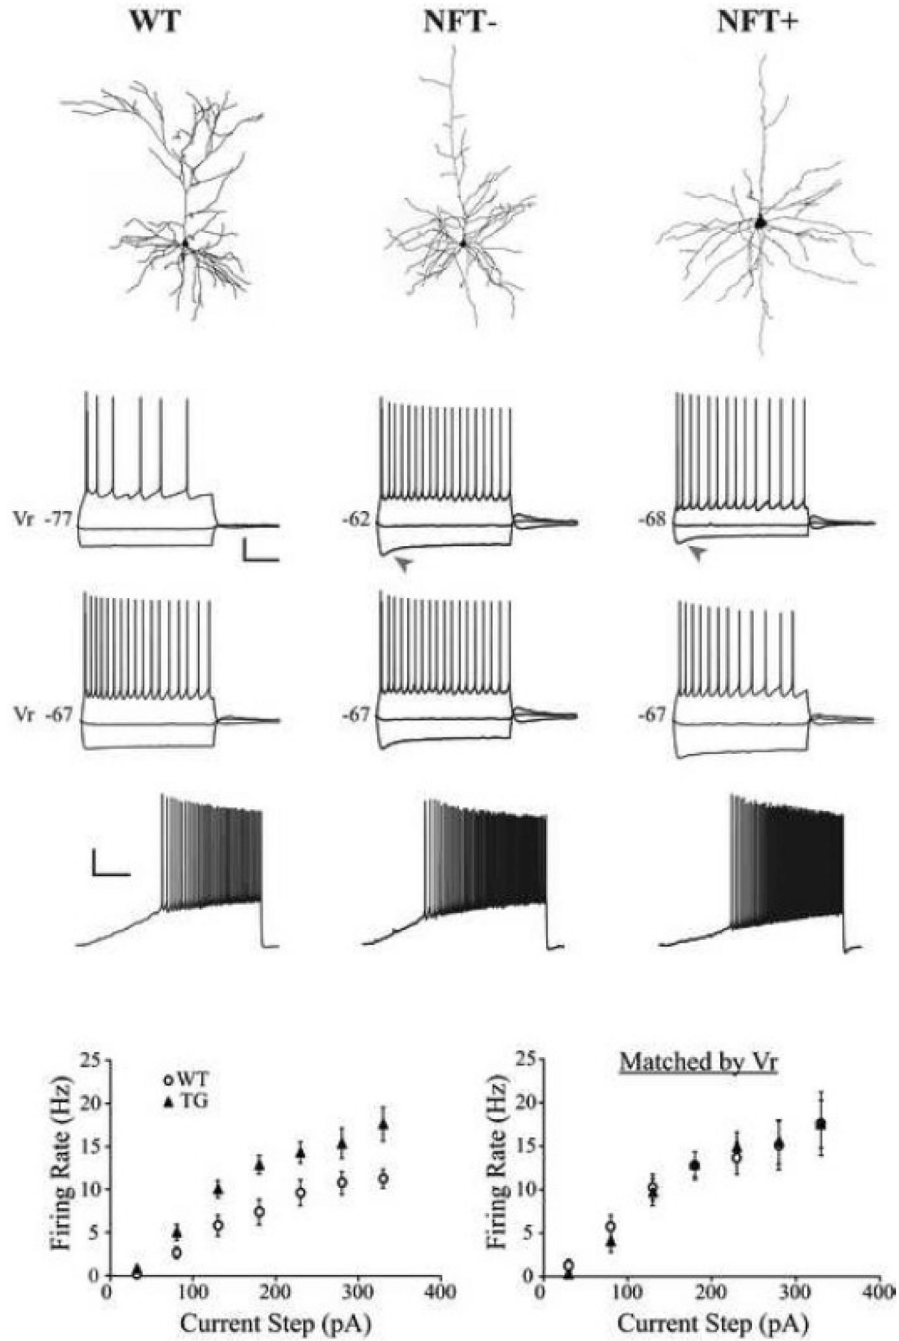 WT NFT- NFT+
Vr -77 -62 -68
Vr -67 -67 -67
25
20
15
10
5
0
Firing Rate (Hz)
WT
TG
0 100 200 300 400
Current Step (pA)
Matched by Vr
25
20
15
10
5
0
Firing Rate (Hz)
0 100 200 300 400
Current Step (pA)